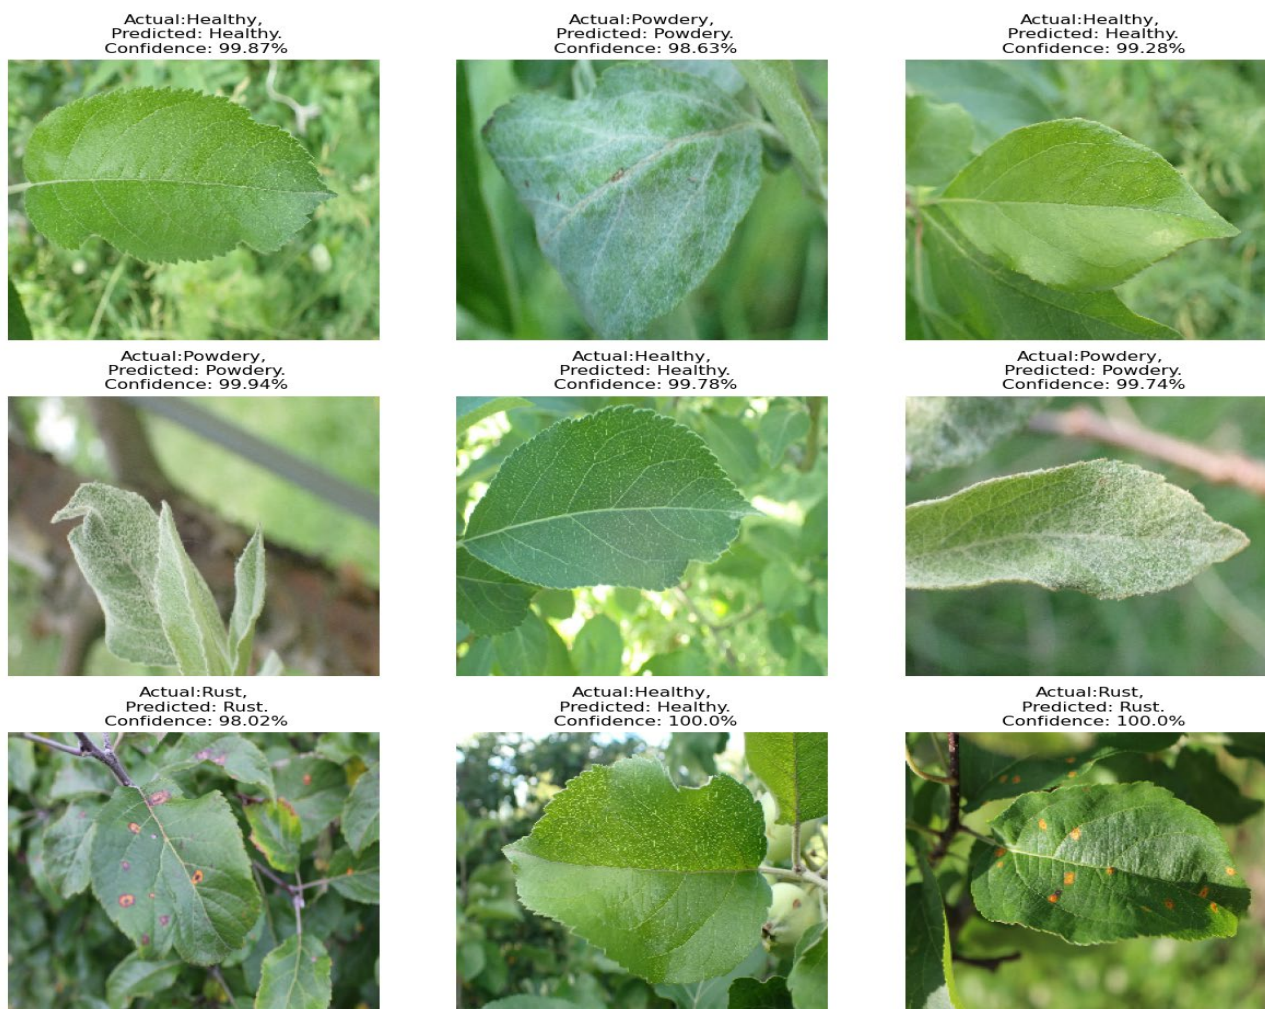 Actual:Healthy,
Predicted: Healthy.
Confidence: 99.87%
Actual:Powdery,
Predicted: Powdery.
Confidence: 98.63%
Actual:Healthy,
Predicted: Healthy.
Confidence: 99.28%
Actual:Powdery,
Predicted: Powdery.
Confidence: 99.94%
Actual:Healthy,
Predicted: Healthy.
Confidence: 99.78%
Actual:Powdery,
Predicted: Powdery.
Confidence: 99.74%
Actual:Rust,
Predicted: Rust.
Confidence: 98.02%
Actual:Healthy,
Predicted: Healthy.
Confidence: 100.0%
Actual:Rust,
Predicted: Rust.
Confidence: 100.0%